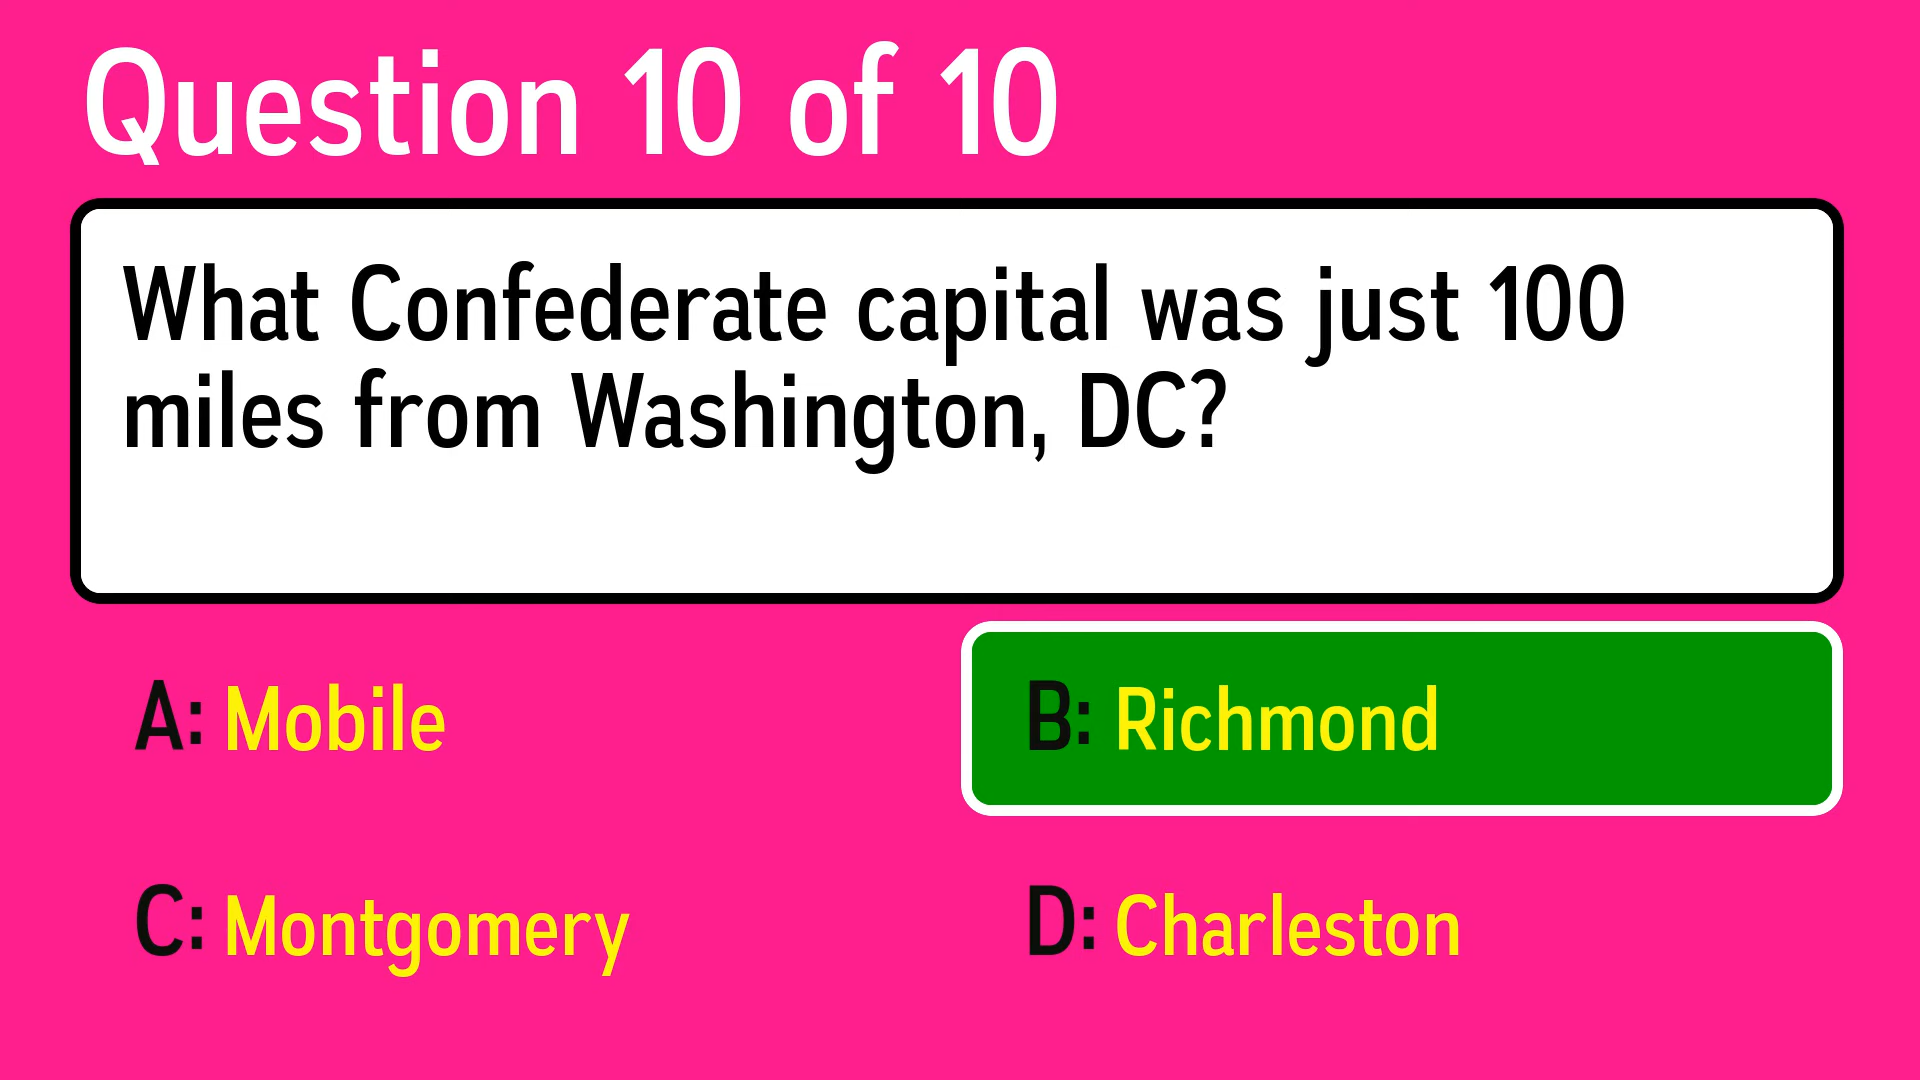 Question 10 of 10
What Confederate capital was just 100
miles from Washington, DC?
A: Mobile
B: Richmond
C: Montgomery
D: Charleston